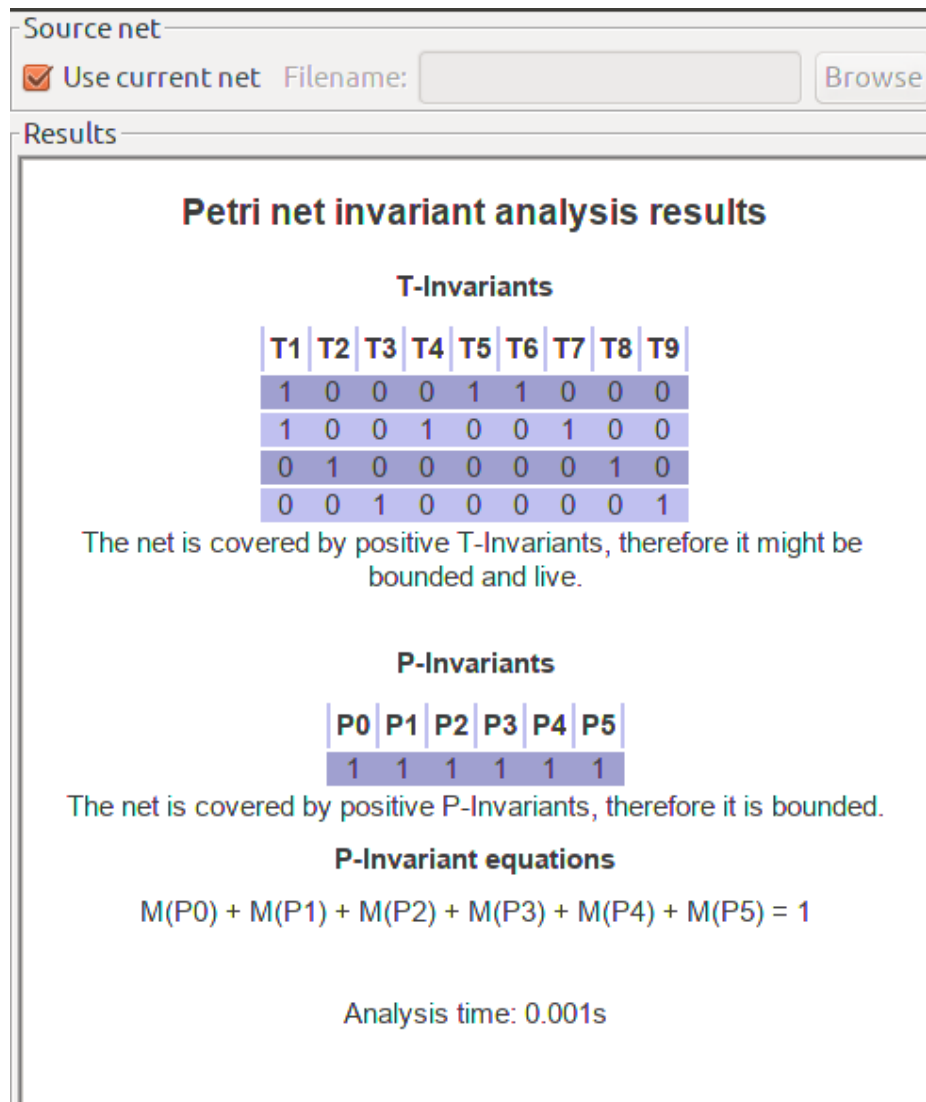 Source net
Use current net Filename: Browse
Results
Petri net invariant analysis results
T-Invariants
T1 T2 T3 T4 T5 T6 T7 T8 T9
1 0 0 0 1 1 0 0 0
1 0 0 1 0 0 1 0 0
0 1 0 0 0 0 0 1 0
0 0 1 0 0 0 0 0 1
The net is covered by positive T-Invariants, therefore it might be
bounded and live.
P-Invariants
P0 P1 P2 P3 P4 P5
1 1 1 1 1 1
The net is covered by positive P-Invariants, therefore it is bounded.
P-Invariant equations
M(P0) + M(P1) + M(P2) + M(P3) + M(P4) + M(P5) = 1
Analysis time: 0.001s